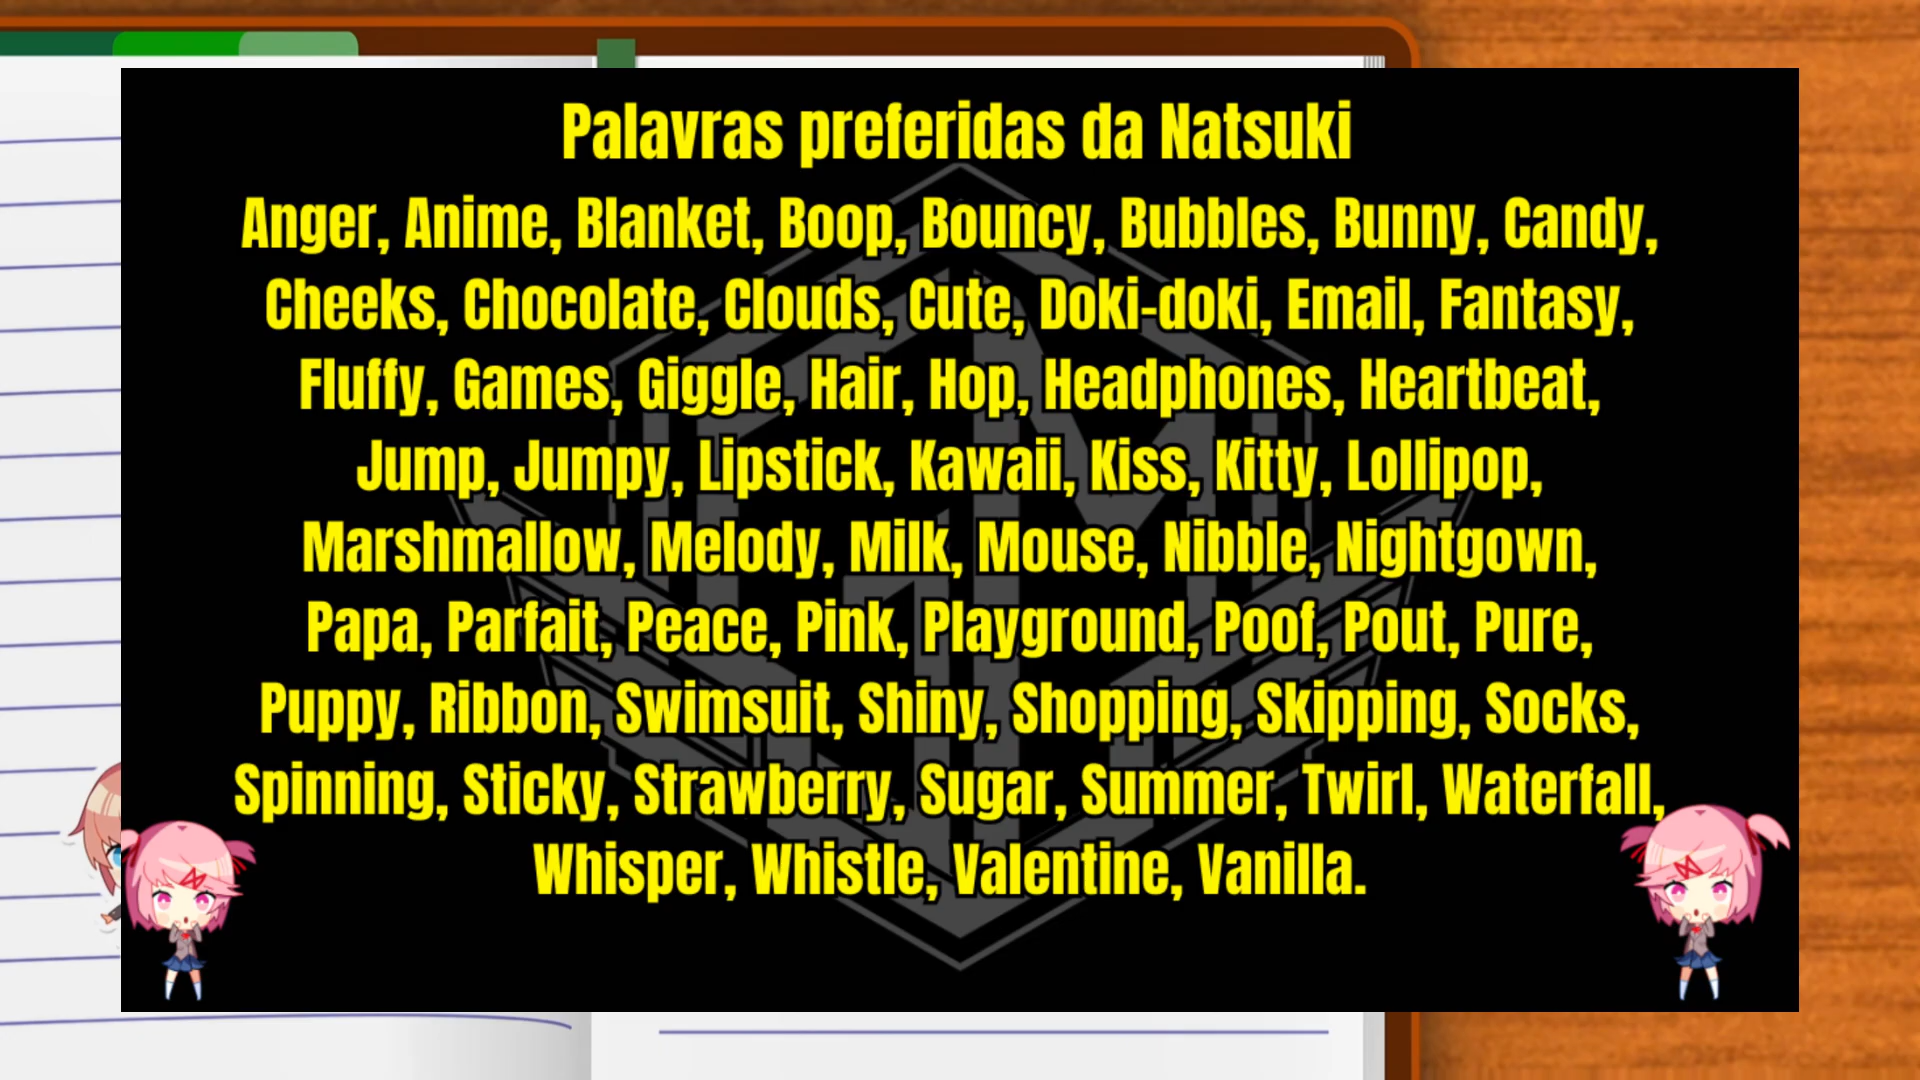 Palavras preferidas da Natsuki
Anger, Anime, Blanket, Boop, Bouncy, Bubbles, Bunny, Candy,
Cheeks, Chocolate, Clouds, Cute, Doki-doki, Email, Fantasy,
Fluffy, Games, Giggle, Hair, Hop, Headphones, Heartbeat,
Jump, Jumpy, Lipstick, Kawaii, Kiss, Kitty, Lollipop,
Marshmallow, Melody, Milk, Mouse, Nibble, Nightgown,
Papa, Parfait, Peace, Pink, Playground, Poof, Pout, Pure,
Puppy, Ribbon, Swimsuit, Shiny, Shopping, Skipping, Socks,
Spinning, Sticky, Strawberry, Sugar, Summer, Twirl, Waterfall,
Whisper, Whistle, Valentine, Vanilla.